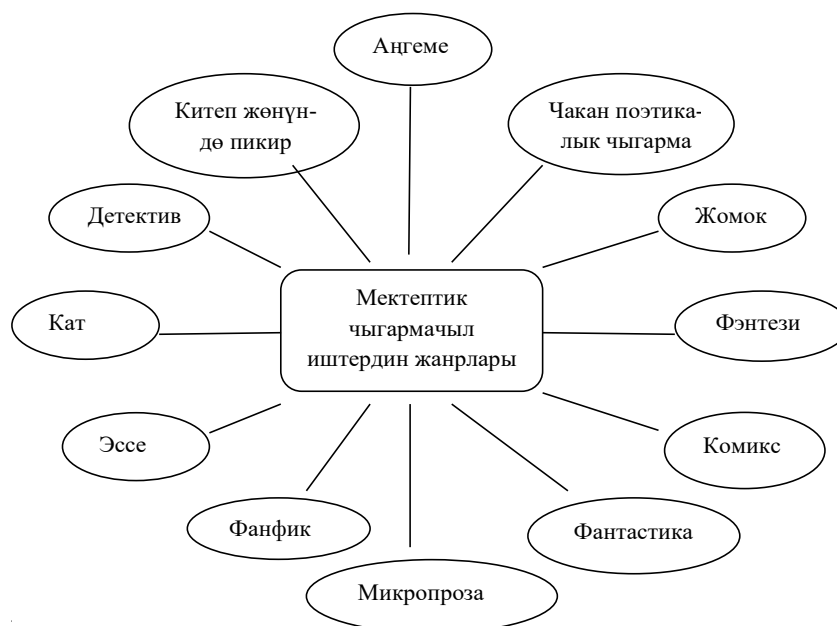 Аңгеме
Китеп жөнүн-
дө пикир
Чакан поэтика-
лык чыгарма
Детектив
Жомок
Мектептик
чыгармачыл
иштердин жанрлары
Кат
Фэнтези
Эссе
Комикс
Фанфик
Фантастика
Микропроза